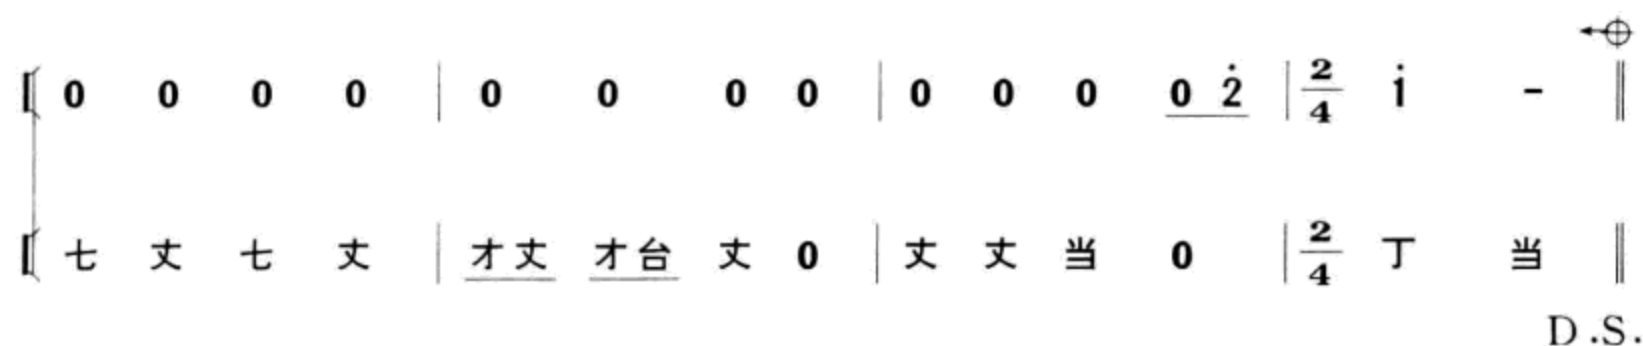 0 0 0 0 | 0 0 0 0 | 0 0 0 0 2̇ | 2/4 1̇ - ‖
七 丈 七 丈 | 才丈 才台 丈 0 | 丈 丈 当 0 | 2/4 丁 当 ‖
D.S.